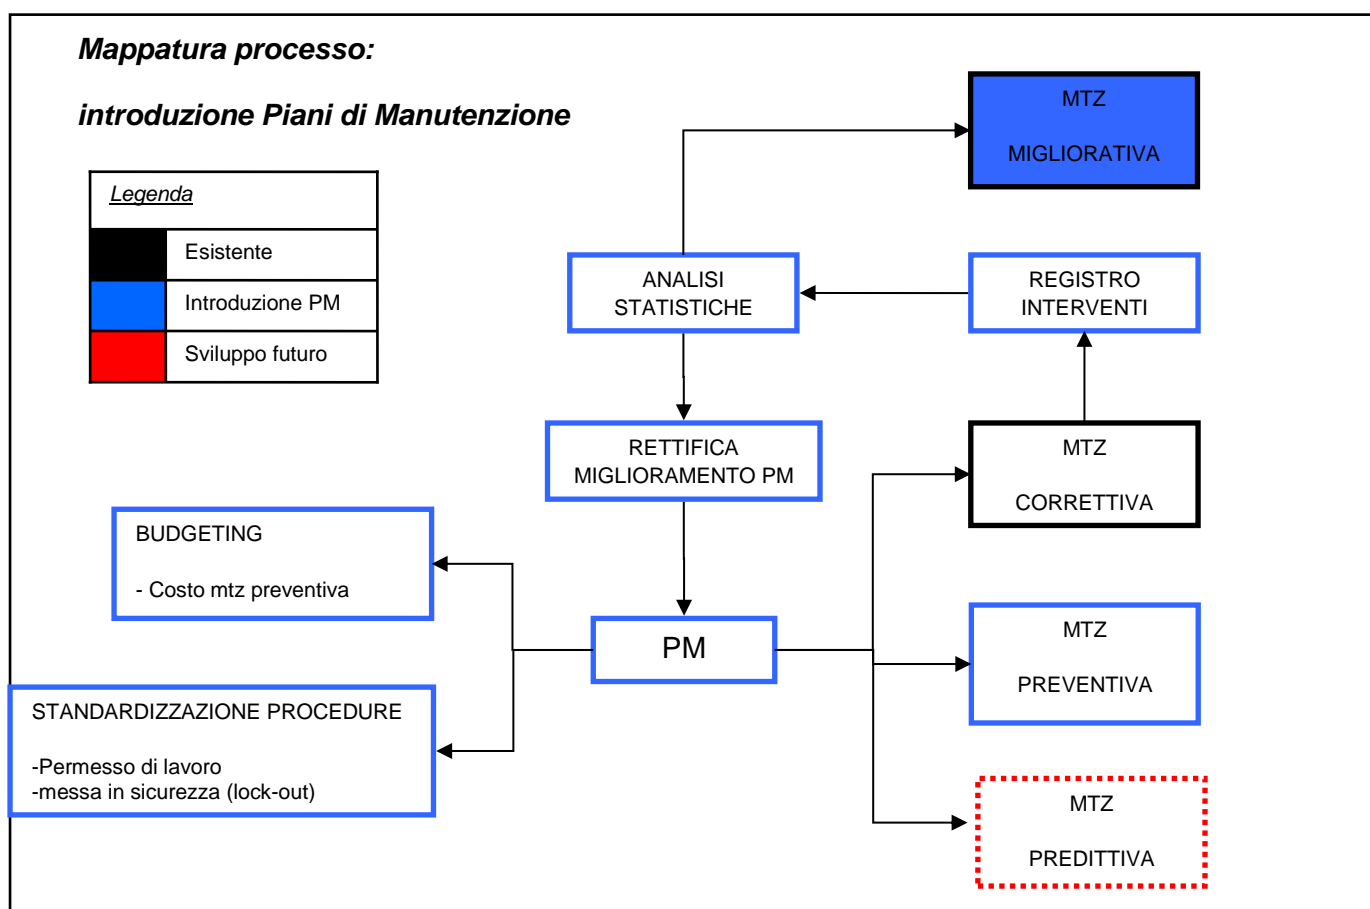 Mappatura processo:
introduzione Piani di Manutenzione
Legenda
Esistente
Introduzione PM
Sviluppo futuro
MTZ
MIGLIORATIVA
ANALISI
STATISTICHE
REGISTRO
INTERVENTI
RETTIFICA
MIGLIORAMENTO PM
MTZ
CORRETTIVA
BUDGETING
- Costo mtz preventiva
PM
MTZ
PREVENTIVA
STANDARDIZZAZIONE PROCEDURE
-Permesso di lavoro
-messa in sicurezza (lock-out)
MTZ
PREDITTIVA